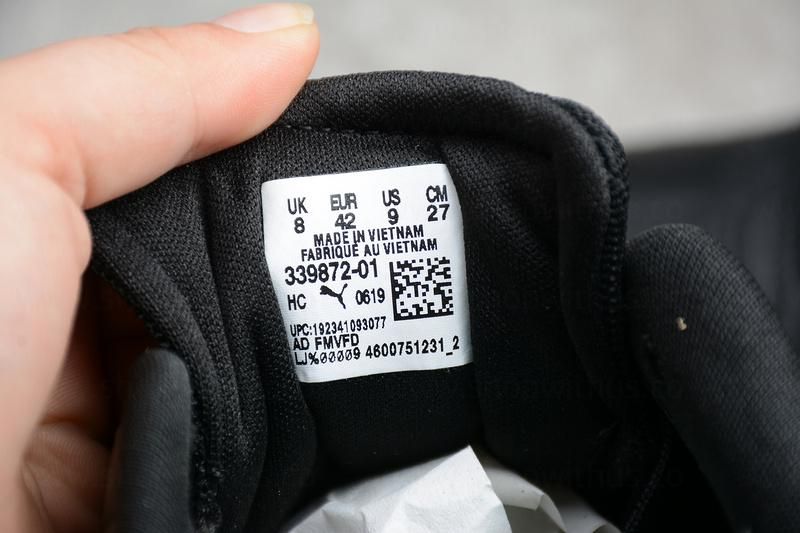 UK EUR US CM
8 42 9 27
MADE IN VIETNAM
FABRIQUE AU VIETNAM
339872-01
HC 0619
UPC:192341093077
AD FMVFD
LJ%00009 4600751231_2